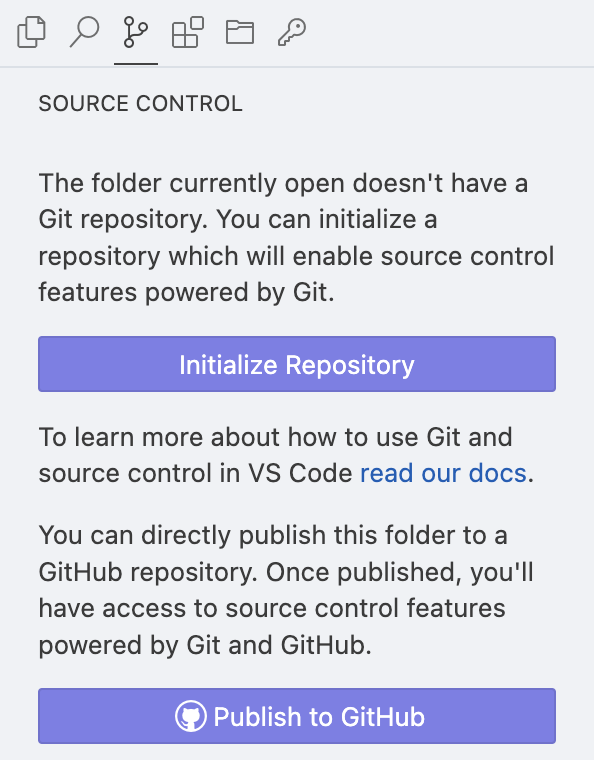 SOURCE CONTROL
The folder currently open doesn't have a
Git repository. You can initialize a
repository which will enable source control
features powered by Git.
Initialize Repository
To learn more about how to use Git and
source control in VS Code read our docs.
You can directly publish this folder to a
GitHub repository. Once published, you'll
have access to source control features
powered by Git and GitHub.
Publish to GitHub